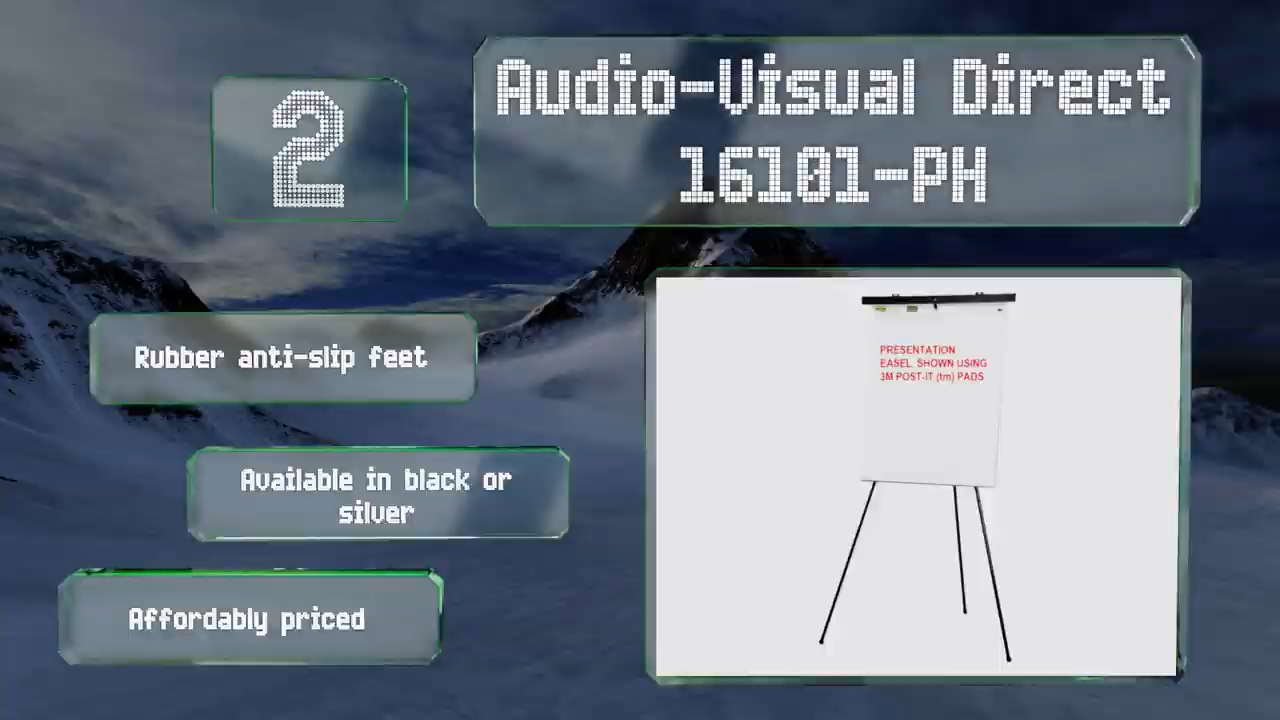 2
Audio-Visual Direct
16101-PH
Rubber anti-slip feet
Available in black or
silver
Affordably priced
PRESENTATION
EASEL, SHOWN USING
3M POST-IT (tm) PADS